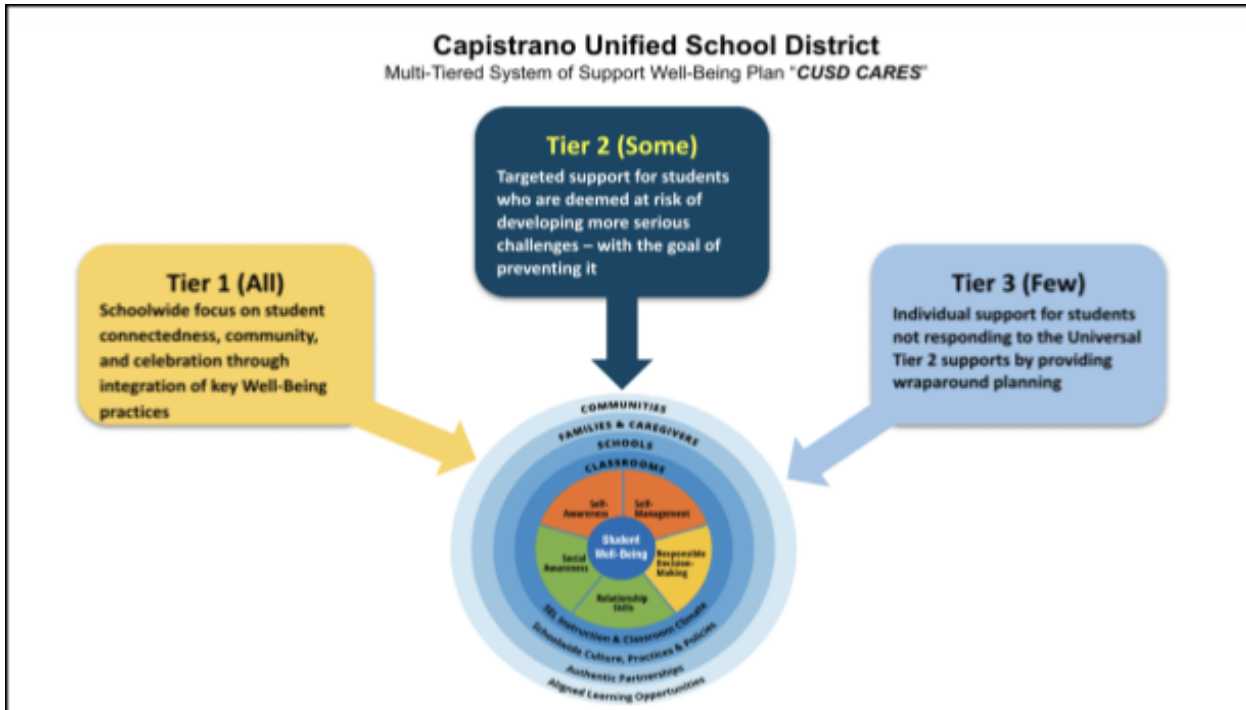 Capistrano Unified School District
Multi-Tiered System of Support Well-Being Plan "CUSD CARES"
Tier 2 (Some)
Targeted support for students
who are deemed at risk of
developing more serious
challenges – with the goal of
preventing it
Tier 1 (All)
Schoolwide focus on student
connectedness, community,
and celebration through
integration of key Well-Being
practices
Tier 3 (Few)
Individual support for students
not responding to the Universal
Tier 2 supports by providing
wraparound planning
COMMUNITIES
FAMILIES & CAREGIVERS
SCHOOLS
CLASSROOMS
Self-
Awareness
Self-
Management
Student
Well-Being
Social
Awareness
Responsible
Decision-
Making
Relationship
Skills
SEL Instruction & Classroom Climate
Schoolwide Culture, Practices & Policies
Authentic Partnerships
Aligned Learning Opportunities